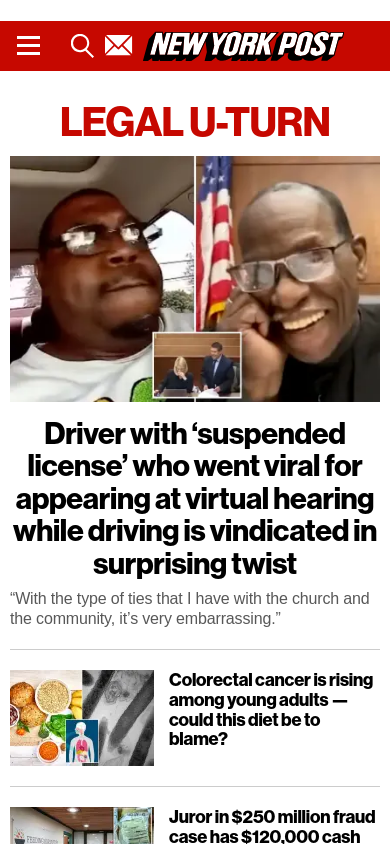 NEW YORK POST
LEGAL U-TURN
Driver with ‘suspended
license’ who went viral for
appearing at virtual hearing
while driving is vindicated in
surprising twist
“With the type of ties that I have with the church and
the community, it’s very embarrassing.”
Colorectal cancer is rising
among young adults —
could this diet be to
blame?
Juror in $250 million fraud
case has $120,000 cash